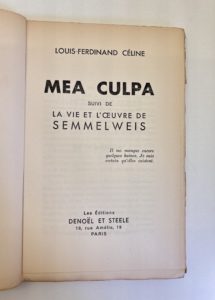 LOUIS-FERDINAND CÉLINE
MEA CULPA
SUIVI DE
LA VIE ET L'ŒUVRE DE
SEMMELWEIS
Il me manque encore
quelques haines. Je suis
certain qu'elles existent.
Les Éditions
DENOËL ET STEELE
19, rue Amélie, 19
PARIS